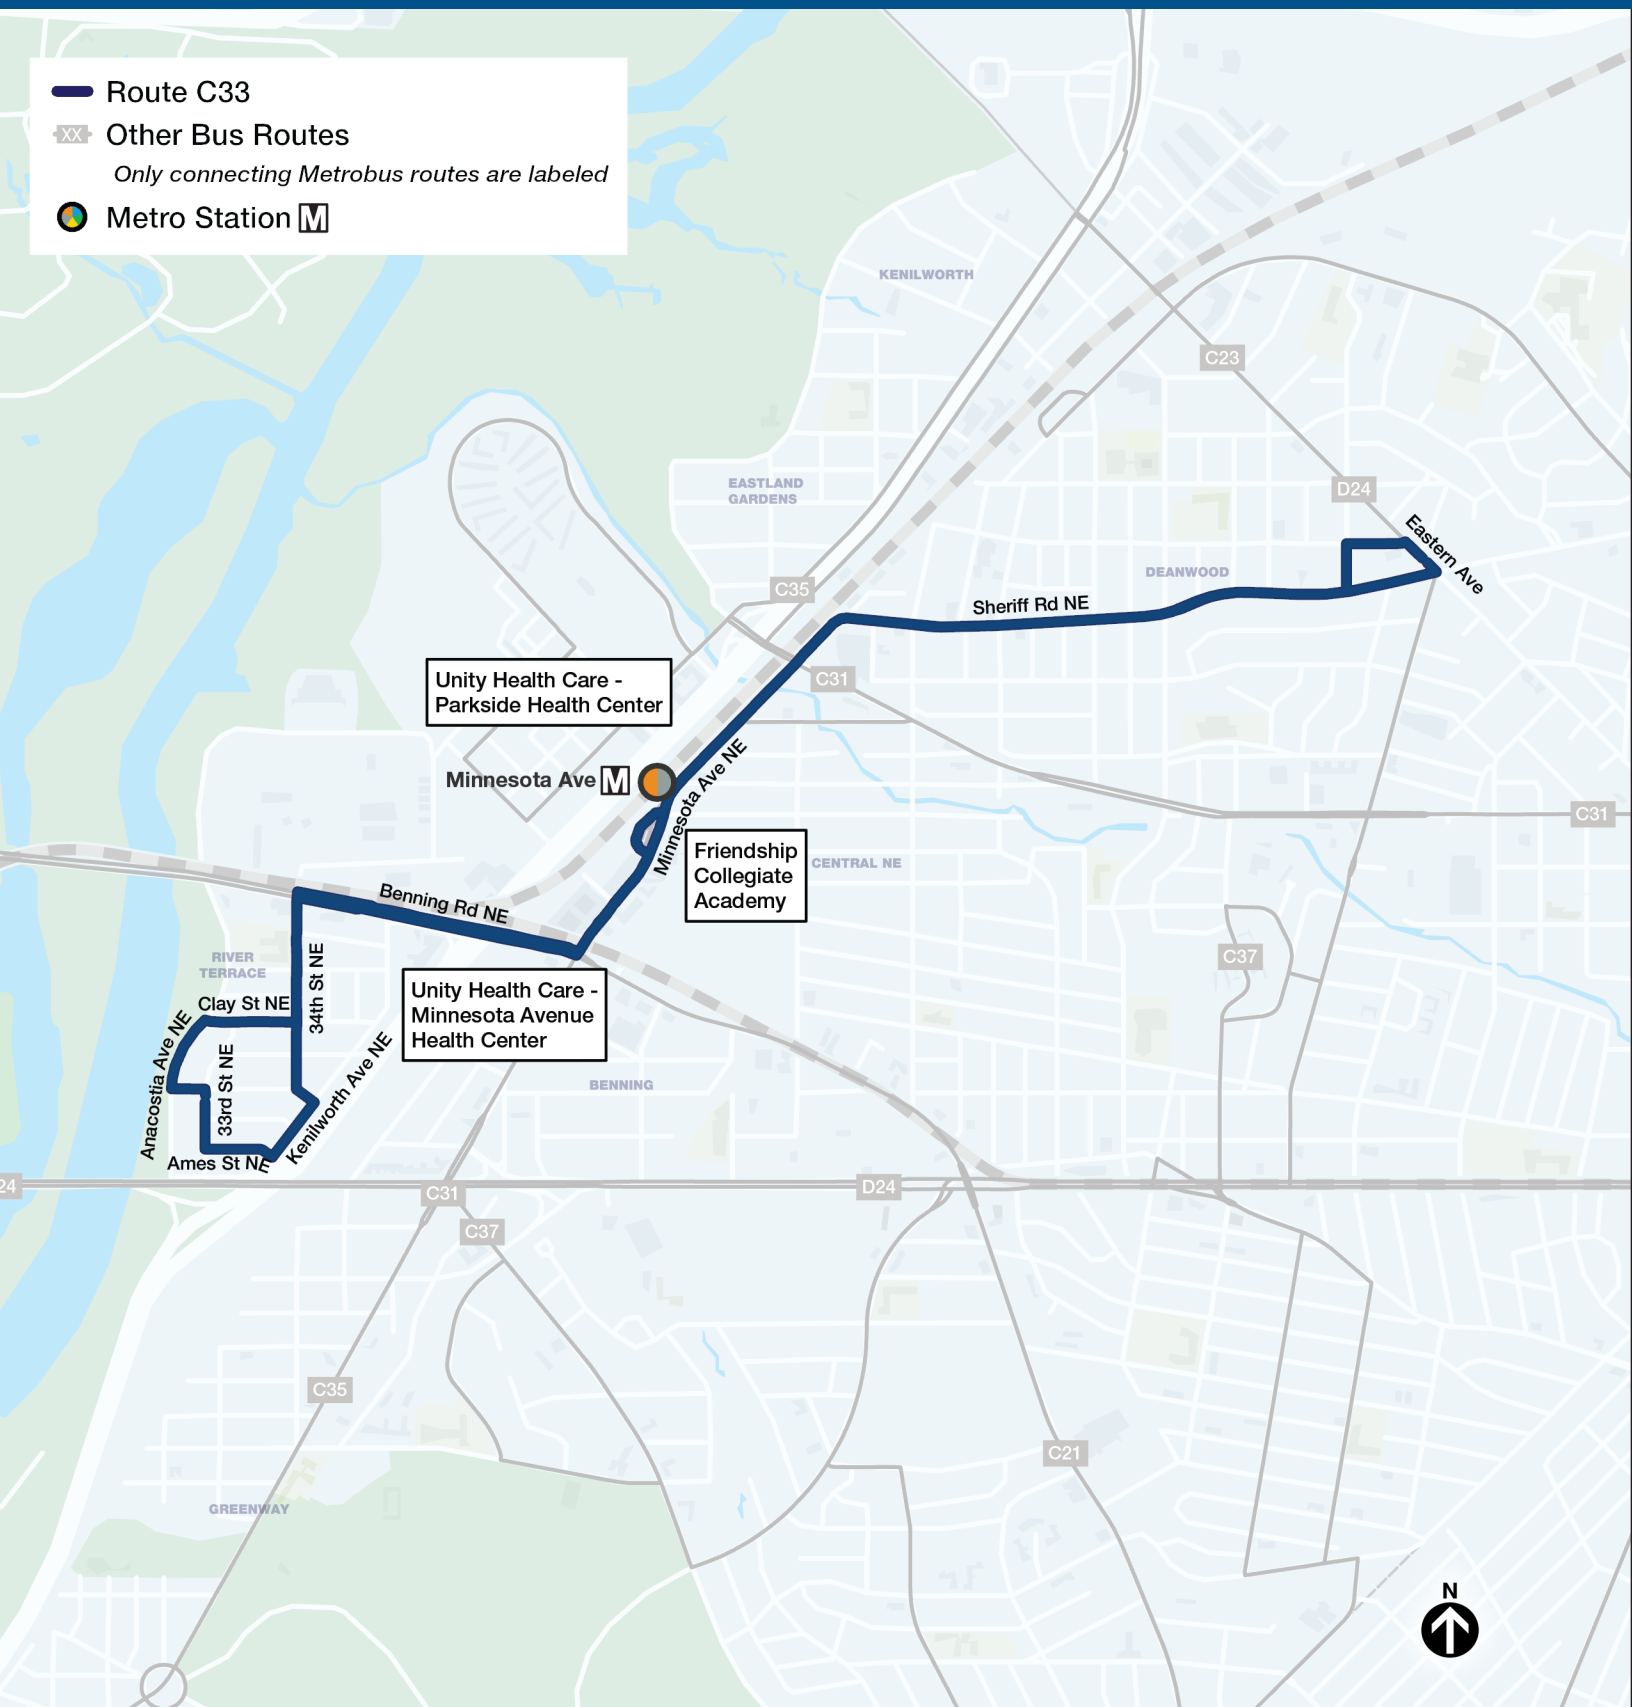 Route C33
XX
Other Bus Routes
Only connecting Metrobus routes are labeled
Metro Station M
KENILWORTH
C23
EASTLAND
GARDENS
D24
Eastern Ave
DEANWOOD
C35
Sheriff Rd NE
C31
Unity Health Care -
Parkside Health Center
Minnesota Ave M
Minnesota Ave NE
C31
Friendship
Collegiate
Academy
CENTRAL NE
Benning Rd NE
RIVER
TERRACE
34th St NE
C37
Unity Health Care -
Minnesota Avenue
Health Center
Clay St NE
Anacostia Ave NE
33rd St NE
Kenilworth Ave NE
BENNING
Ames St NE
24
C31
D24
C37
C35
C21
GREENWAY
N